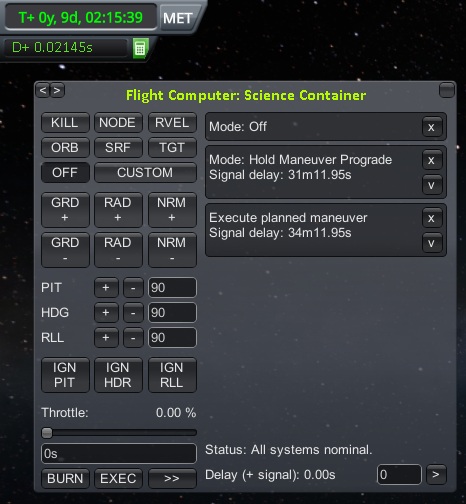 T+ 0y, 9d, 02:15:39 MET
D+ 0.02145s
< >
Flight Computer: Science Container
KILL NODE RVEL
ORB SRF TGT
OFF CUSTOM
GRD
+
RAD
+
NRM
+
GRD
-
RAD
-
NRM
-
PIT + - 90
HDG + - 90
RLL + - 90
IGN
PIT
IGN
HDR
IGN
RLL
Throttle: 0.00 %
0s
BURN EXEC >>
Mode: Off x
Mode: Hold Maneuver Prograde x
Signal delay: 31m11.95s
v
Execute planned maneuver x
Signal delay: 34m11.95s
v
Status: All systems nominal.
Delay (+ signal): 0.00s 0 >